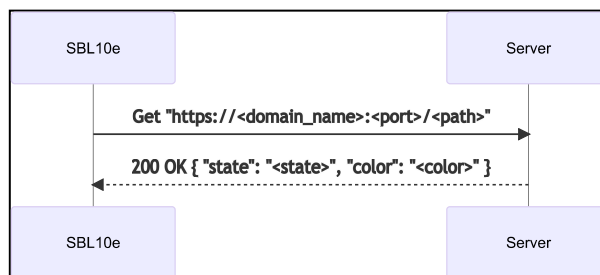 SBL10e Server
Get "https://<domain_name>:<port>/<path>"
200 OK { "state": "<state>", "color": "<color>" }
SBL10e Server